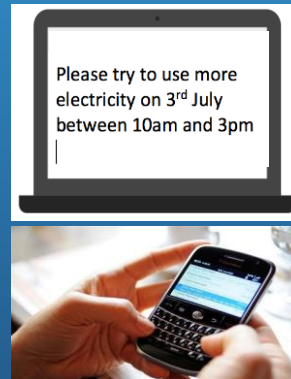 Please try to use more
electricity on 3rd July
between 10am and 3pm